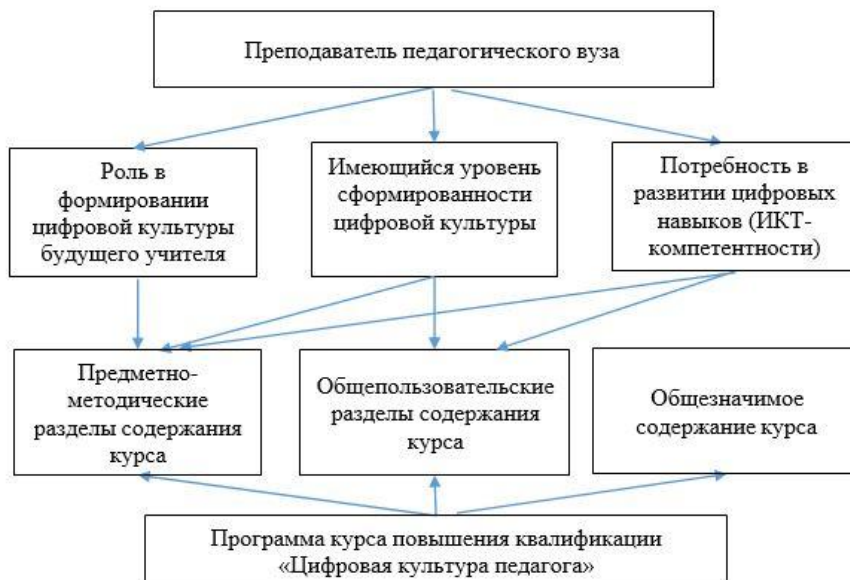 Преподаватель педагогического вуза
Роль в
формировании
цифровой культуры
будущего учителя
Имеющийся уровень
сформированности
цифровой культуры
Потребность в
развитии цифровых
навыков (ИКТ-
компетентности)
Предметно-
методические
разделы содержания
курса
Общепользовательские
разделы содержания
курса
Общезначимое
содержание курса
Программа курса повышения квалификации
«Цифровая культура педагога»